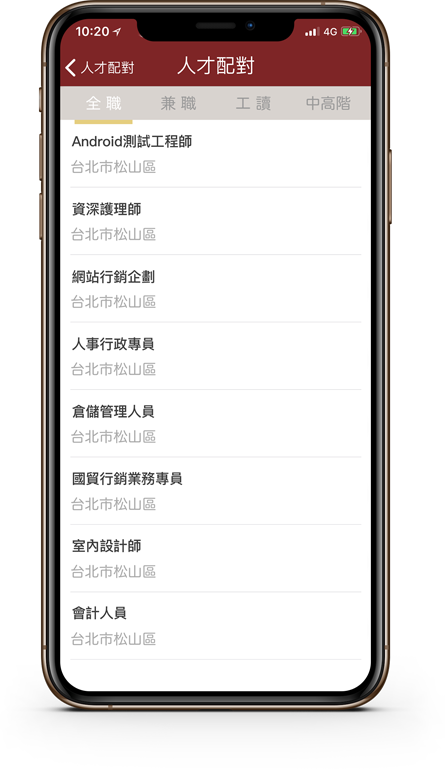 10:20 4G
人才配對 人才配對
全 職 兼 職 工 讀 中高階
Android測試工程師
台北市松山區
資深護理師
台北市松山區
網站行銷企劃
台北市松山區
人事行政專員
台北市松山區
倉儲管理人員
台北市松山區
國貿行銷業務專員
台北市松山區
室內設計師
台北市松山區
會計人員
台北市松山區